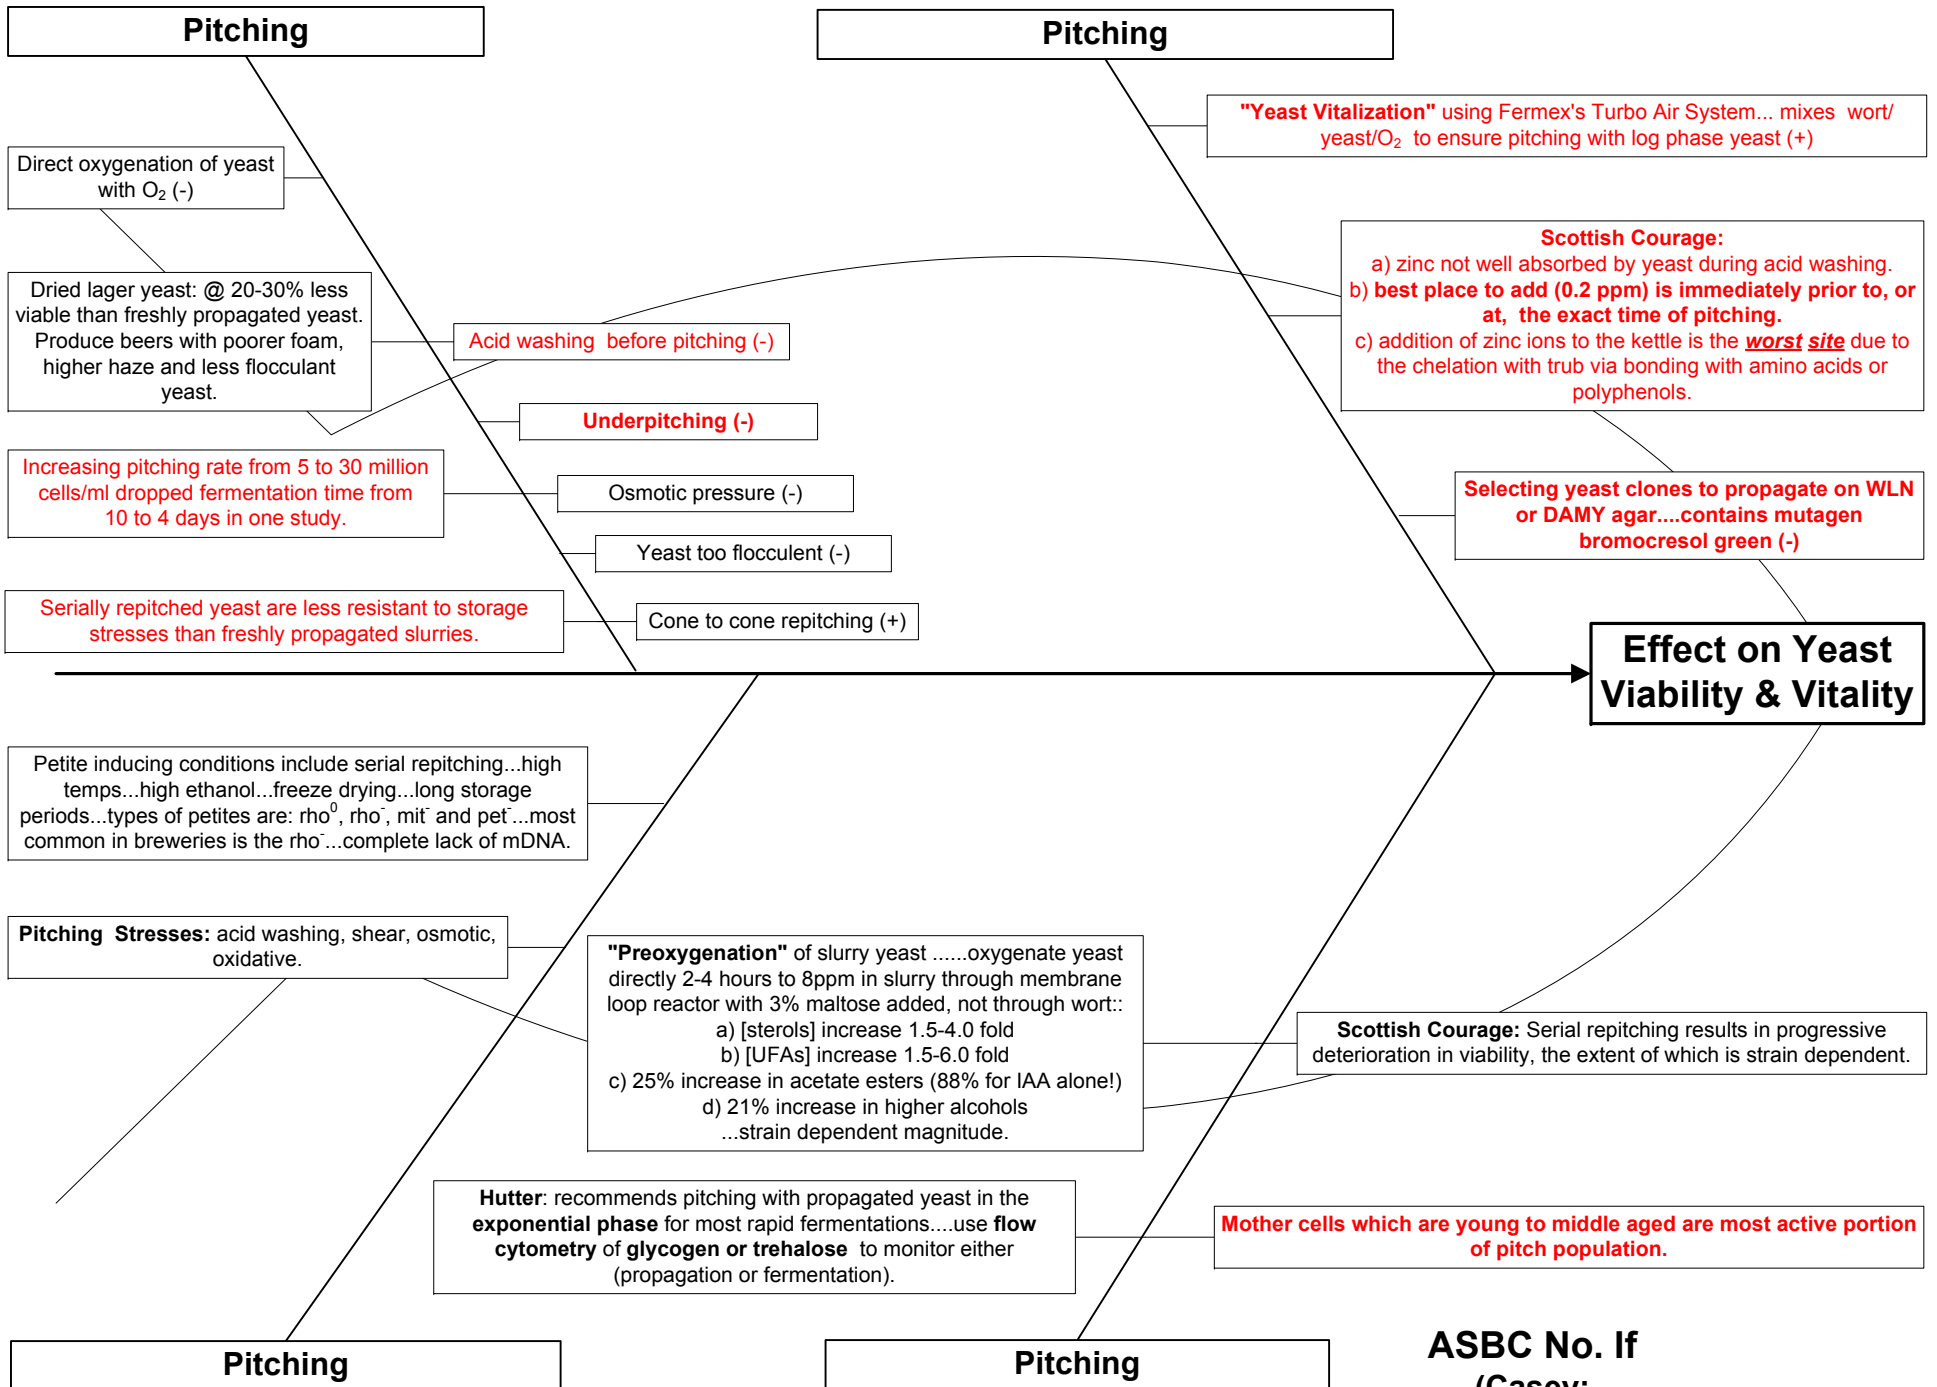 Pitching
Pitching
"Yeast Vitalization" using Fermex's Turbo Air System... mixes wort/
yeast/O₂ to ensure pitching with log phase yeast (+)
Direct oxygenation of yeast
with O₂ (-)
Scottish Courage:
a) zinc not well absorbed by yeast during acid washing.
b) best place to add (0.2 ppm) is immediately prior to, or
at, the exact time of pitching.
c) addition of zinc ions to the kettle is the worst site due to
the chelation with trub via bonding with amino acids or
polyphenols.
Dried lager yeast: @ 20-30% less
viable than freshly propagated yeast.
Produce beers with poorer foam,
higher haze and less flocculant
yeast.
Acid washing before pitching (-)
Underpitching (-)
Increasing pitching rate from 5 to 30 million
cells/ml dropped fermentation time from
10 to 4 days in one study.
Osmotic pressure (-)
Selecting yeast clones to propagate on WLN
or DAMY agar....contains mutagen
bromocresol green (-)
Yeast too flocculent (-)
Serially repitched yeast are less resistant to storage
stresses than freshly propagated slurries.
Cone to cone repitching (+)
Effect on Yeast
Viability & Vitality
Petite inducing conditions include serial repitching...high
temps...high ethanol...freeze drying...long storage
periods...types of petites are: rho⁰, rho⁻, mit⁻ and pet⁻...most
common in breweries is the rho⁻...complete lack of mDNA.
Pitching Stresses: acid washing, shear, osmotic,
oxidative.
"Preoxygenation" of slurry yeast ......oxygenate yeast
directly 2-4 hours to 8ppm in slurry through membrane
loop reactor with 3% maltose added, not through wort::
a) [sterols] increase 1.5-4.0 fold
b) [UFAs] increase 1.5-6.0 fold
c) 25% increase in acetate esters (88% for IAA alone!)
d) 21% increase in higher alcohols
...strain dependent magnitude.
Scottish Courage: Serial repitching results in progressive
deterioration in viability, the extent of which is strain dependent.
Hutter: recommends pitching with propagated yeast in the
exponential phase for most rapid fermentations....use flow
cytometry of glycogen or trehalose to monitor either
(propagation or fermentation).
Mother cells which are young to middle aged are most active portion
of pitch population.
Pitching
Pitching
ASBC No. If
(Casey: